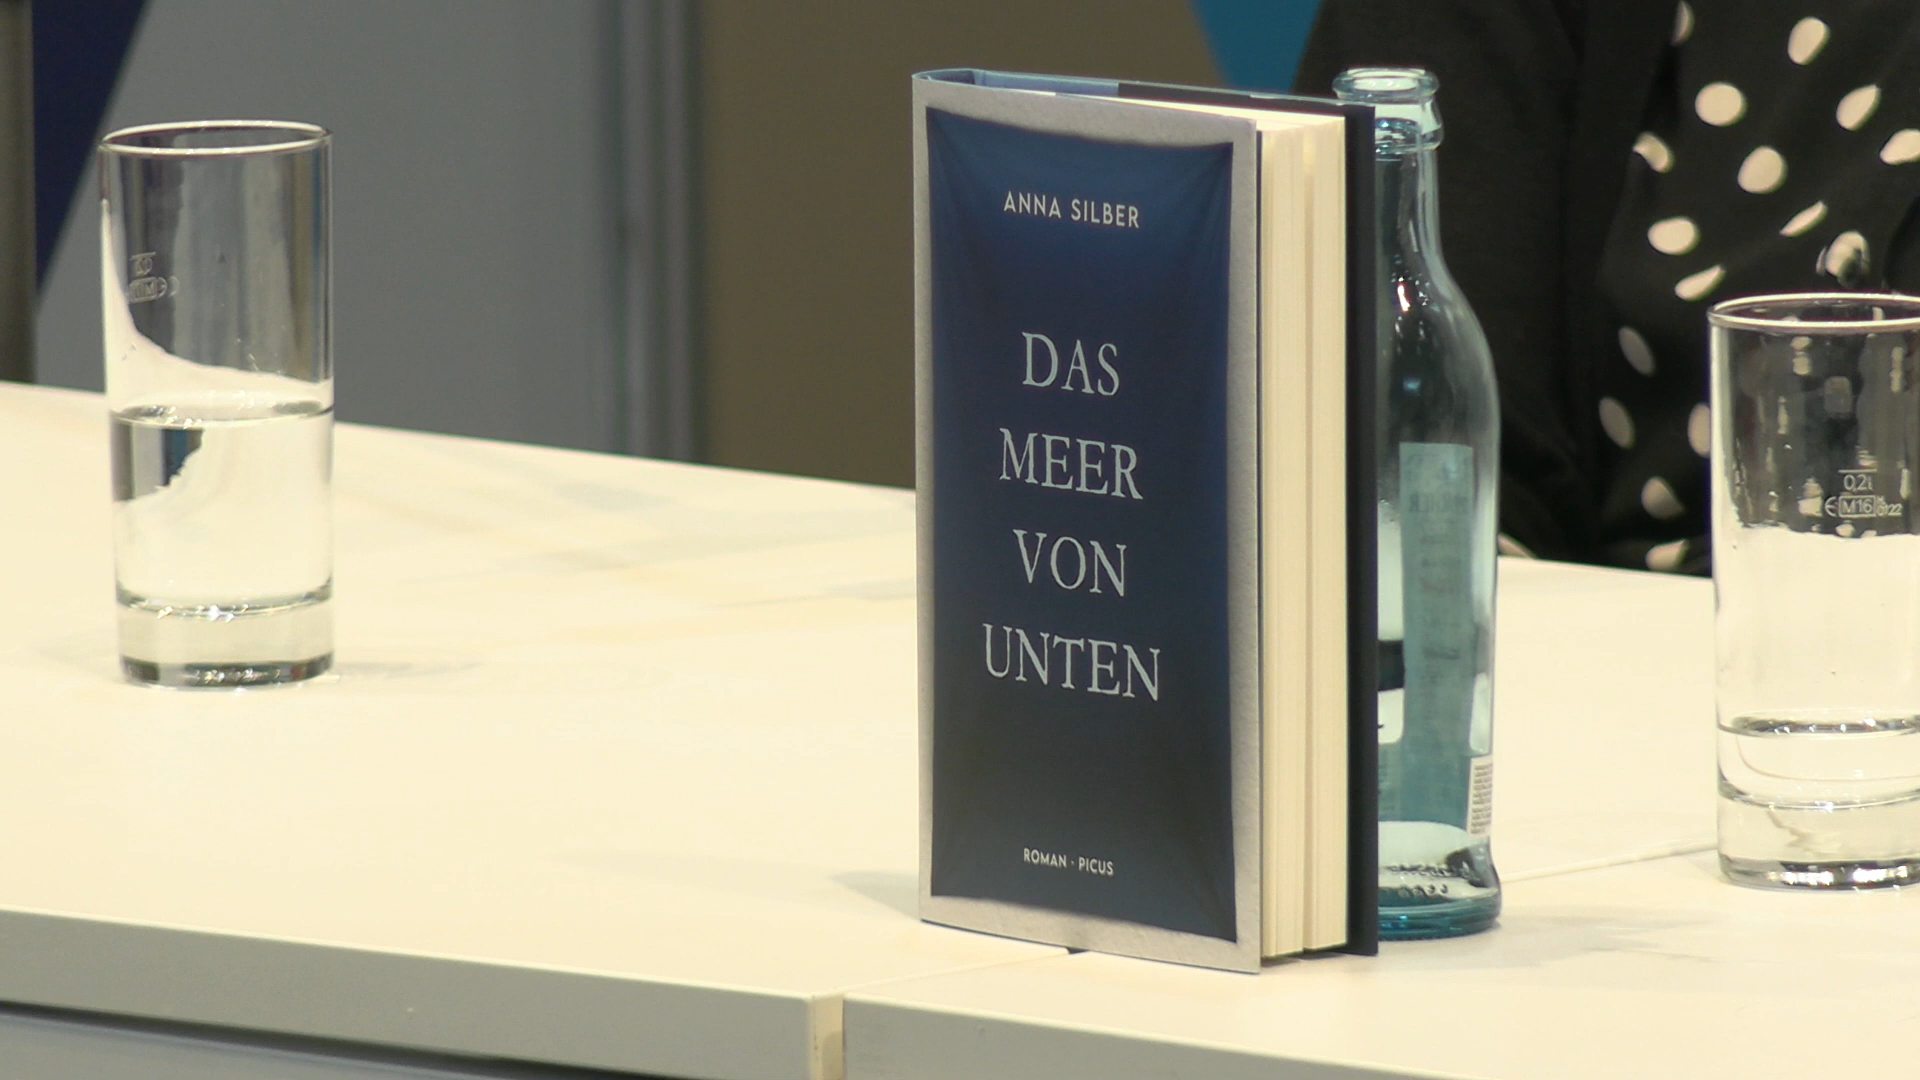 ANNA SILBER
DAS
MEER
VON
UNTEN
ROMAN · PICUS
0,2l
M16